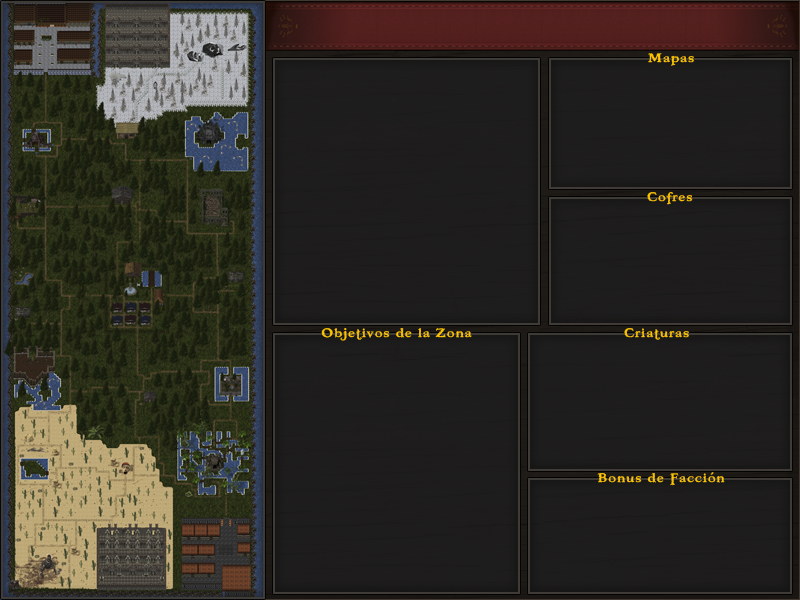 Mapas
Cofres
Objetivos de la Zona
Criaturas
Bonus de Facción